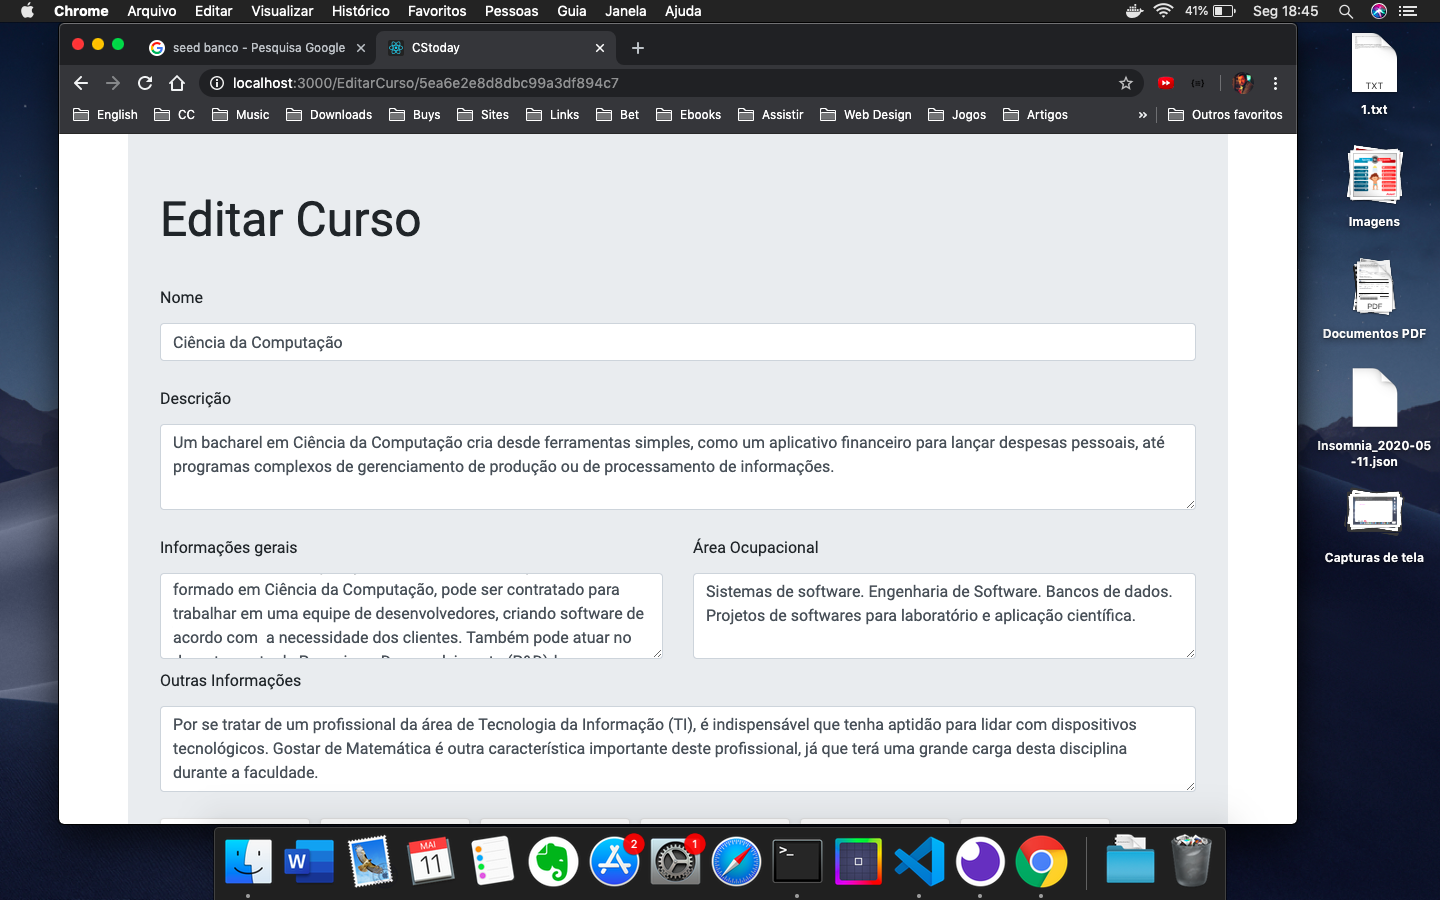 Chrome Arquivo Editar Visualizar Histórico Favoritos Pessoas Guia Janela Ajuda 41% Seg 18:45
seed banco - Pesquisa Google CStoday
localhost:3000/EditarCurso/5ea6e2e8d8dbc99a3df894c7
English CC Music Downloads Buys Sites Links Bet Ebooks Assistir Web Design Jogos Artigos » Outros favoritos
Editar Curso
Nome
Ciência da Computação
Descrição
Um bacharel em Ciência da Computação cria desde ferramentas simples, como um aplicativo financeiro para lançar despesas pessoais, até
programas complexos de gerenciamento de produção ou de processamento de informações.
Informações gerais
formado em Ciência da Computação, pode ser contratado para
trabalhar em uma equipe de desenvolvedores, criando software de
acordo com  a necessidade dos clientes. Também pode atuar no
Área Ocupacional
Sistemas de software. Engenharia de Software. Bancos de dados.
Projetos de softwares para laboratório e aplicação científica.
Outras Informações
Por se tratar de um profissional da área de Tecnologia da Informação (TI), é indispensável que tenha aptidão para lidar com dispositivos
tecnológicos. Gostar de Matemática é outra característica importante deste profissional, já que terá uma grande carga desta disciplina
durante a faculdade.
TXT
1.txt
Imagens
PDF
Documentos PDF
Insomnia_2020-05
-11.json
Capturas de tela
W
MAI
11
2
1
>_